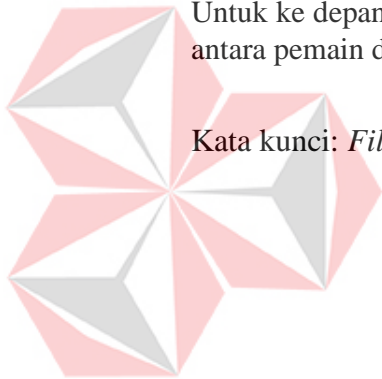 Untuk ke depan
antara pemain d
Kata kunci: Fil